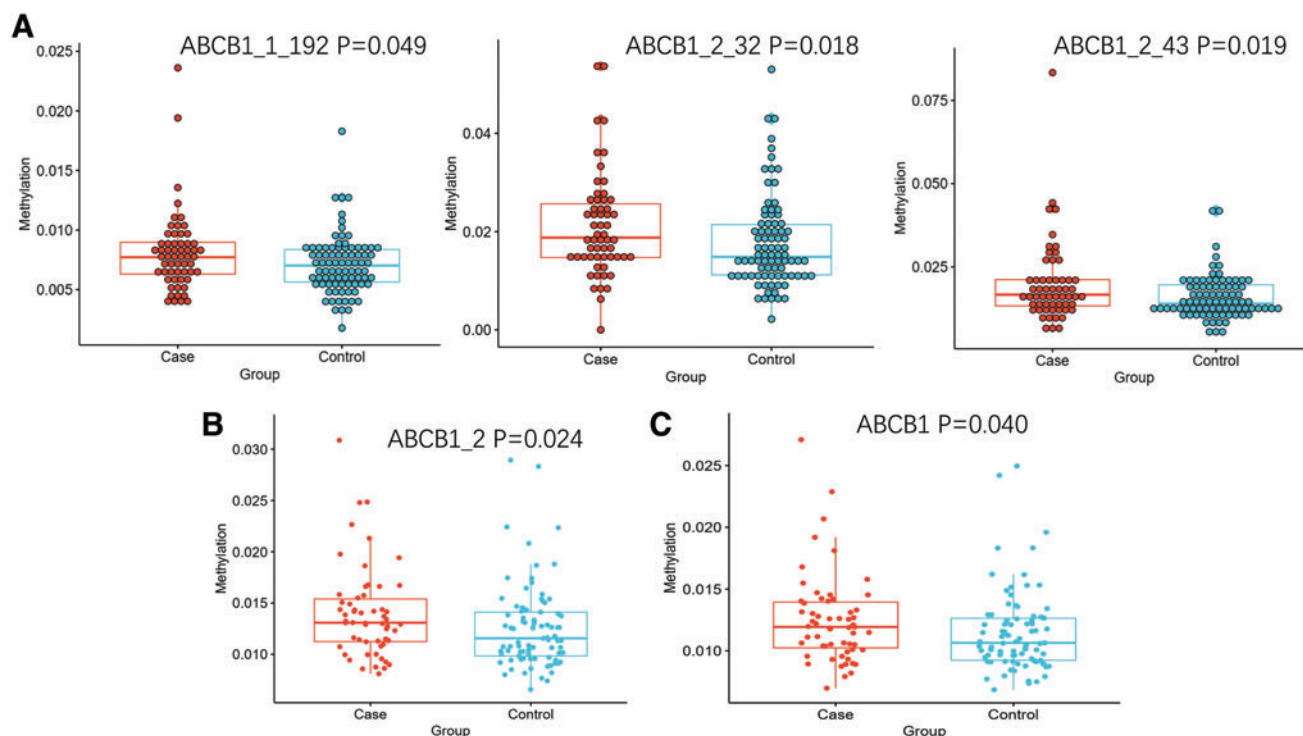 A
ABCB1_1_192 P=0.049
0.025
0.020
0.015
0.010
0.005
Methylation
Case
Control
Group
ABCB1_2_32 P=0.018
0.04
0.02
0.00
Methylation
Case
Control
Group
ABCB1_2_43 P=0.019
0.075
0.050
0.025
Methylation
Case
Control
Group
B
ABCB1_2 P=0.024
0.030
0.025
0.020
0.015
0.010
Methylation
Case
Control
Group
C
ABCB1 P=0.040
0.025
0.020
0.015
0.010
Methylation
Case
Control
Group